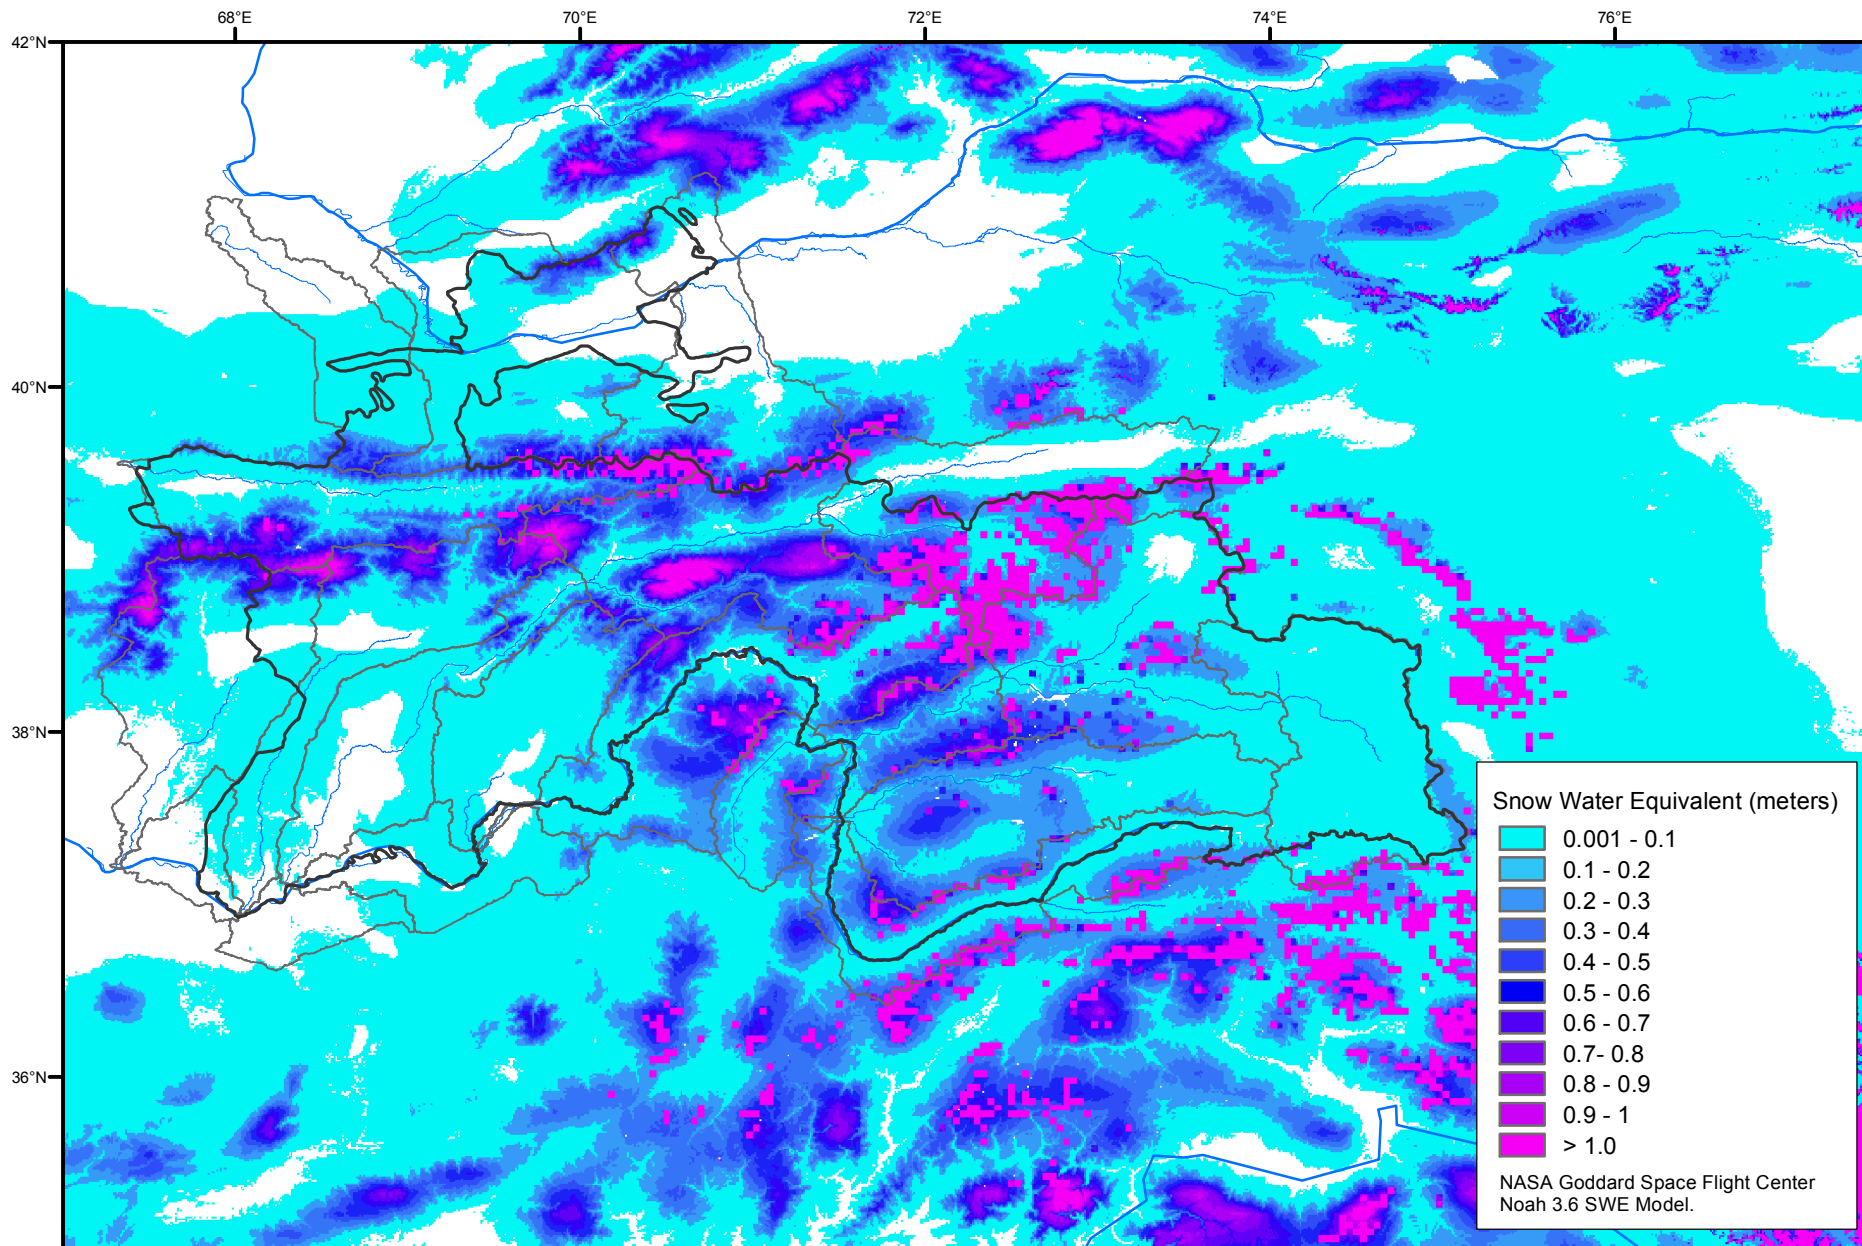 68°E
70°E
72°E
74°E
76°E
42°N
40°N
38°N
36°N
Snow Water Equivalent (meters)
0.001 - 0.1
0.1 - 0.2
0.2 - 0.3
0.3 - 0.4
0.4 - 0.5
0.5 - 0.6
0.6 - 0.7
0.7- 0.8
0.8 - 0.9
0.9 - 1
> 1.0
NASA Goddard Space Flight Center
Noah 3.6 SWE Model.